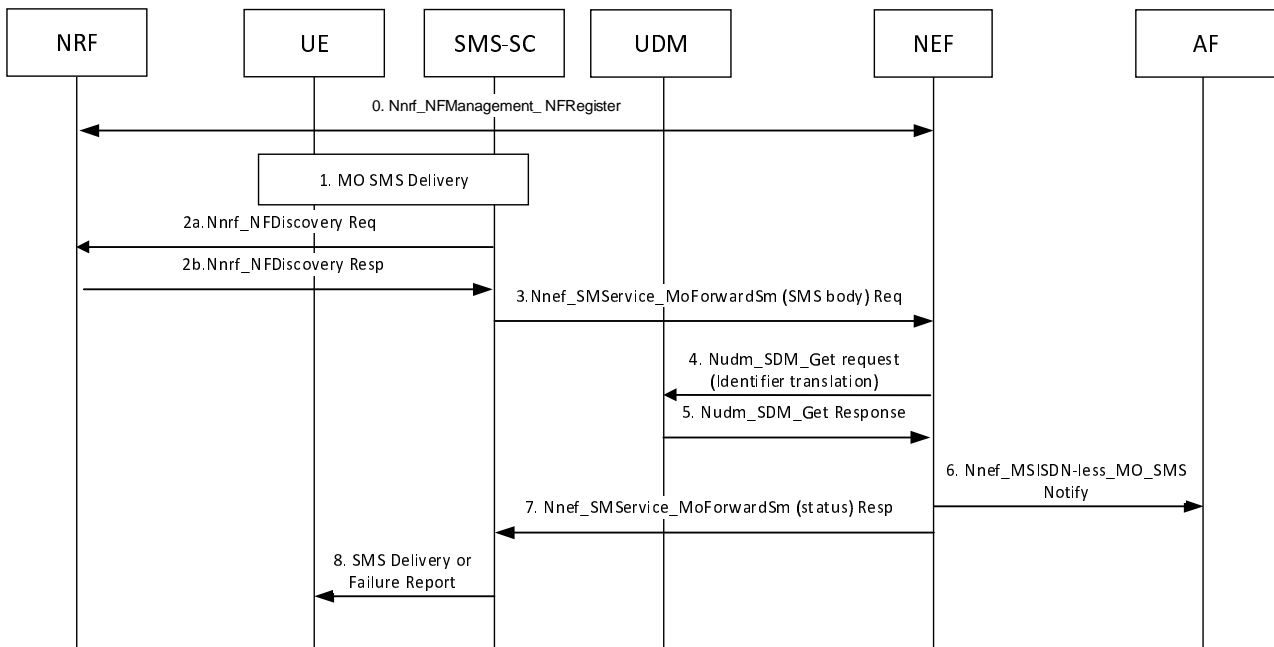 NRF
UE
SMS-SC
UDM
NEF
AF
0. Nnrf_NFManagement_ NFRegister
1. MO SMS Delivery
2a.Nnrf_NFDiscovery Req
2b.Nnrf_NFDiscovery Resp
3.Nnef_SMService_MoForwardSm (SMS body) Req
4. Nudm_SDM_Get request
(Identifier translation)
5. Nudm_SDM_Get Response
6. Nnef_MSISDN-less_MO_SMS
Notify
7. Nnef_SMService_MoForwardSm (status) Resp
8. SMS Delivery or
Failure Report